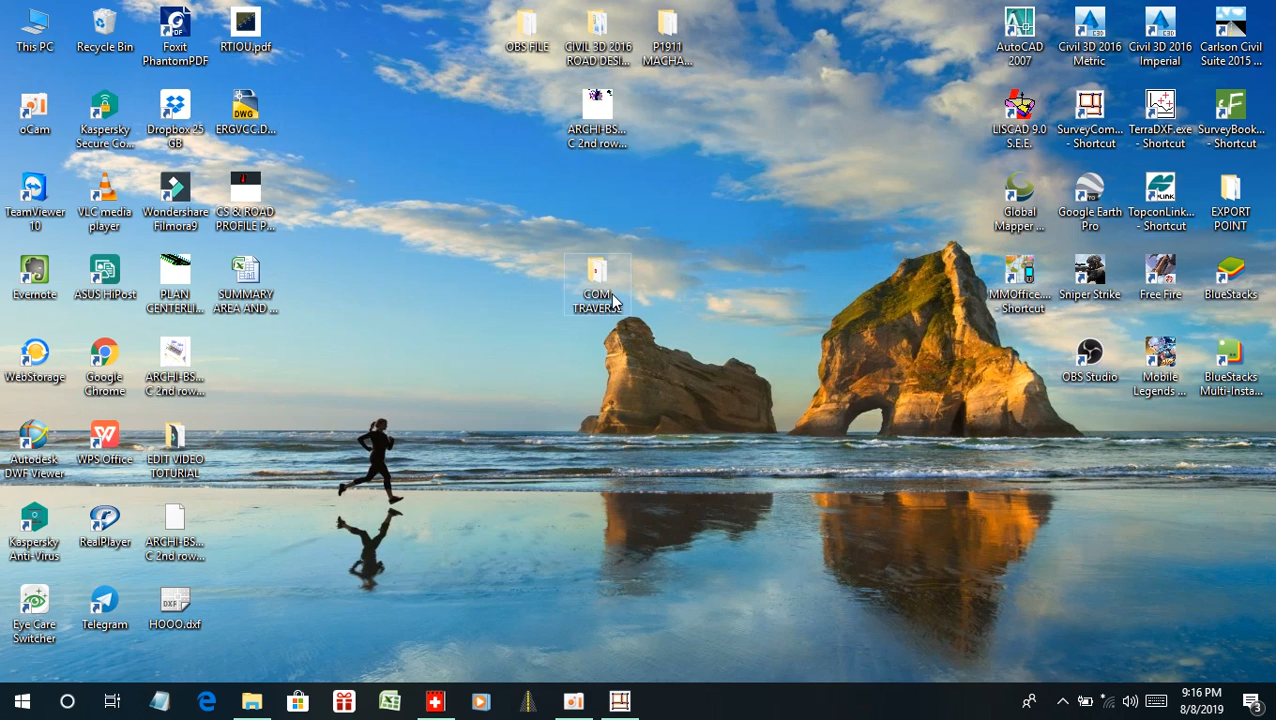 This PC
Recycle Bin
Foxit
PhantomPDF
RTIOU.pdf
OBS FILE
CIVIL 3D 2016
ROAD DESI...
P1911
MACHA...
AutoCAD
2007
Civil 3D 2016
Metric
Civil 3D 2016
Imperial
Carlson Civil
Suite 2015 ...
oCam
Kaspersky
Secure Co...
Dropbox 25
GB
ERGVCC.D...
DWG
ARCHI-BS...
C 2nd row...
LISCAD 9.0
S.E.E.
SurveyCom...
- Shortcut
TerraDXF.exe
- Shortcut
SurveyBook...
- Shortcut
TeamViewer
10
VLC media
player
Wondershare
Filmora9
CS & ROAD
PROFILE P...
Global
Mapper ...
Google Earth
Pro
TopconLink...
- Shortcut
EXPORT
POINT
Evernote
ASUS HiPost
PLAN
CENTERLI...
SUMMARY
AREA AND ...
COM
TRAVERSE
MMOffice....
- Shortcut
Sniper Strike
Free Fire
BlueStacks
WebStorage
Google
Chrome
ARCHI-BS...
C 2nd row...
OBS Studio
Mobile
Legends ...
BlueStacks
Multi-Insta...
Autodesk
DWF Viewer
WPS Office
EDIT VIDEO
TOTURIAL
Kaspersky
Anti-Virus
RealPlayer
ARCHI-BS...
C 2nd row...
Eye Care
Switcher
Telegram
DXF
HOOO.dxf
9:16 PM
8/8/2019
3